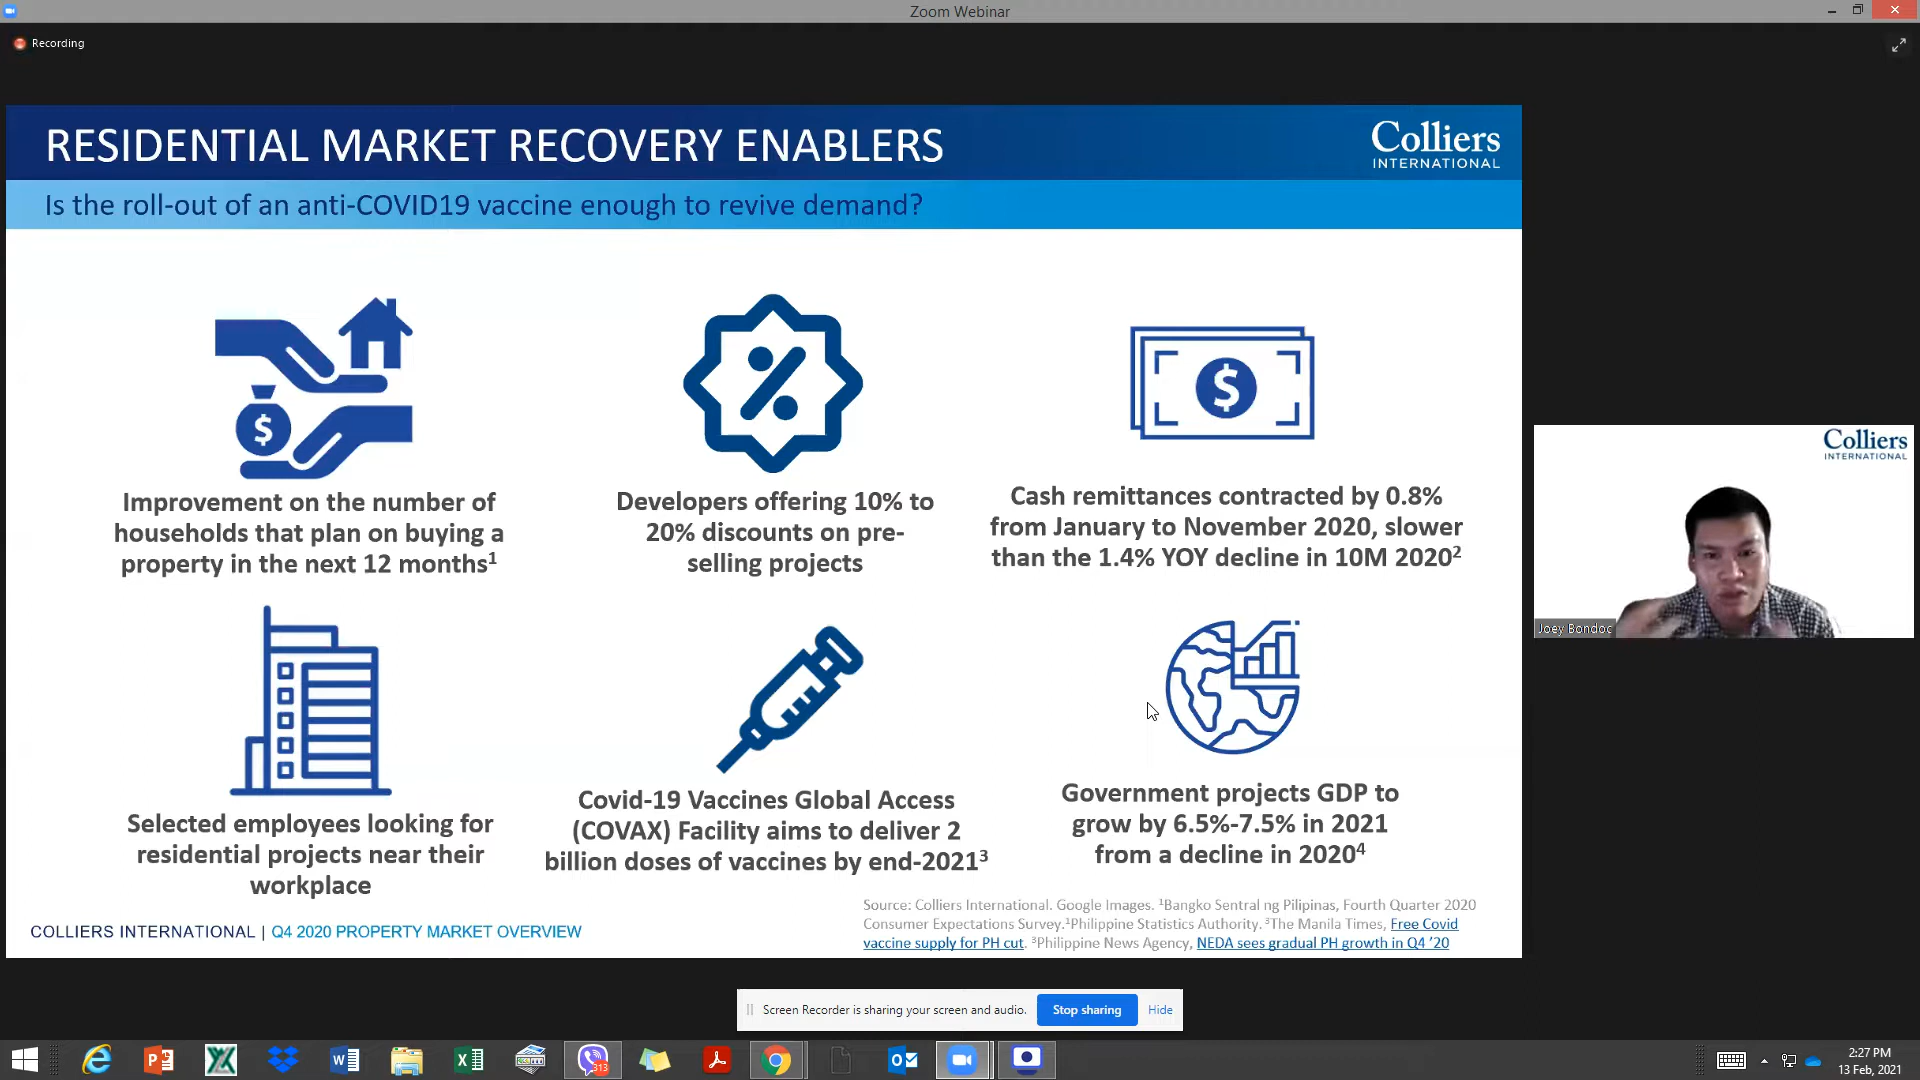 Zoom Webinar
Recording
RESIDENTIAL MARKET RECOVERY ENABLERS
Colliers
INTERNATIONAL
Is the roll-out of an anti-COVID19 vaccine enough to revive demand?
%
$
$
Improvement on the number of
households that plan on buying a
property in the next 12 months¹
Developers offering 10% to
20% discounts on pre-
selling projects
Cash remittances contracted by 0.8%
from January to November 2020, slower
than the 1.4% YOY decline in 10M 2020²
Colliers
INTERNATIONAL
Joey Bondoc
Selected employees looking for
residential projects near their
workplace
Covid-19 Vaccines Global Access
(COVAX) Facility aims to deliver 2
billion doses of vaccines by end-2021³
Government projects GDP to
grow by 6.5%-7.5% in 2021
from a decline in 2020⁴
Source: Colliers International. Google Images. ¹Bangko Sentral ng Pilipinas, Fourth Quarter 2020
Consumer Expectations Survey.¹Philippine Statistics Authority. ³The Manila Times, Free Covid
vaccine supply for PH cut. ³Philippine News Agency, NEDA sees gradual PH growth in Q4 '20
COLLIERS INTERNATIONAL | Q4 2020 PROPERTY MARKET OVERVIEW
Screen Recorder is sharing your screen and audio. Stop sharing Hide
313
2:27 PM
13 Feb, 2021